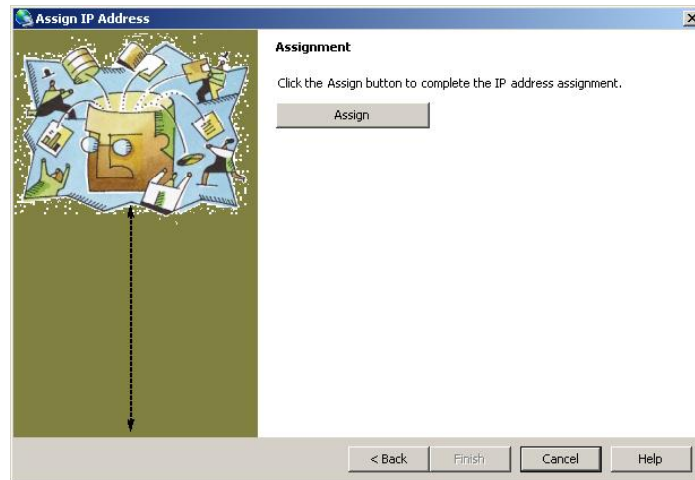 Assign IP Address
Assignment
Click the Assign button to complete the IP address assignment.
Assign
< Back
Finish
Cancel
Help